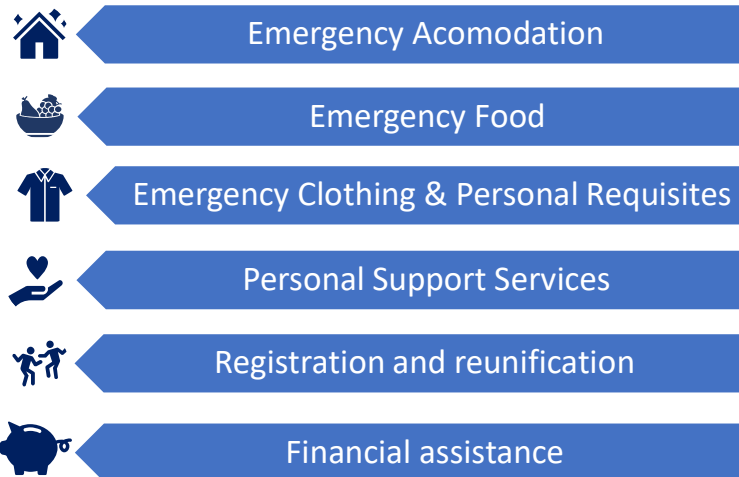 Emergency Acomodation
Emergency Food
Emergency Clothing & Personal Requisites
Personal Support Services
Registration and reunification
Financial assistance